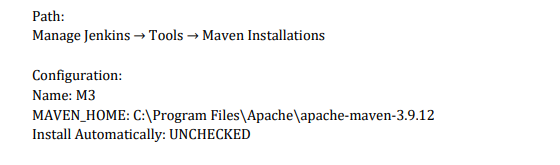 Path:
Manage Jenkins → Tools → Maven Installations
Configuration:
Name: M3
MAVEN_HOME: C:\Program Files\Apache\apache-maven-3.9.12
Install Automatically: UNCHECKED